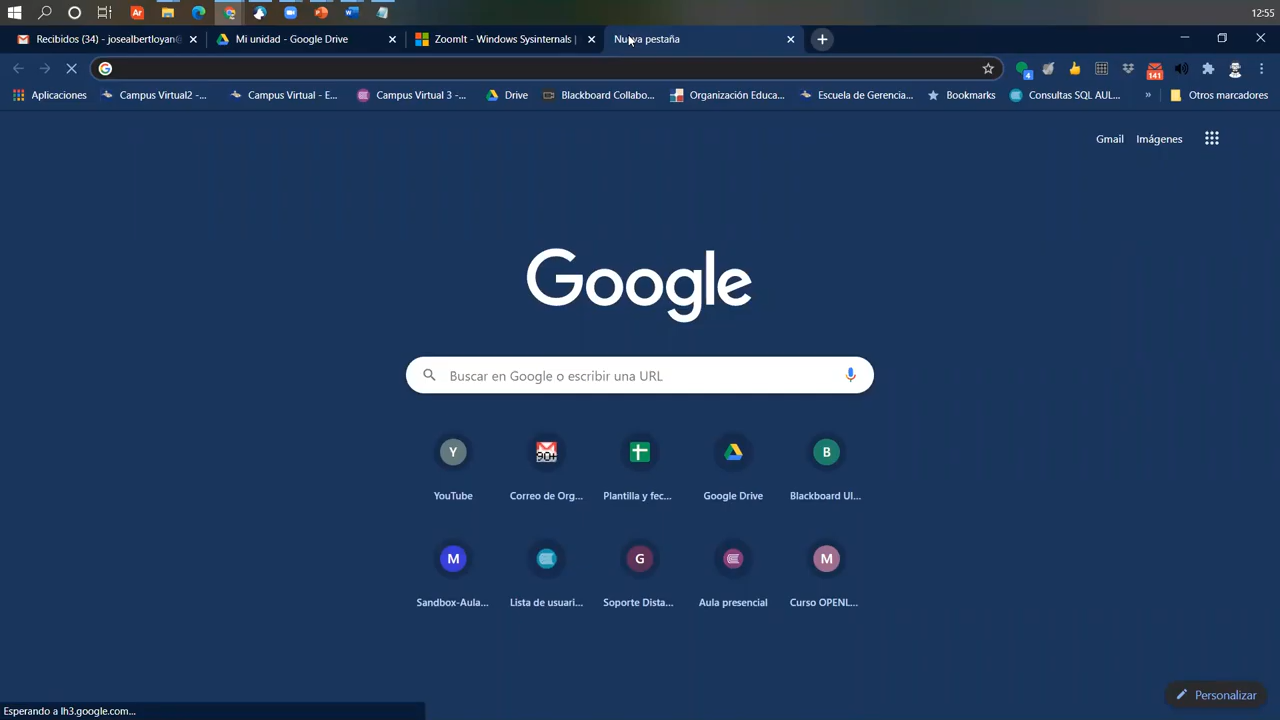 12:55
Recibidos (34) - josealbertloyan@
Mi unidad - Google Drive
ZoomIt - Windows Sysinternals |
Nueva pestaña
4
141
Aplicaciones
Campus Virtual2 -...
Campus Virtual - E...
Campus Virtual 3 -...
Drive
Blackboard Collabo...
Organización Educa...
Escuela de Gerencia...
Bookmarks
Consultas SQL AUL...
»
Otros marcadores
Gmail
Imágenes
Google
Buscar en Google o escribir una URL
Y
90+
B
YouTube
Correo de Org...
Plantilla y fec...
Google Drive
Blackboard Ul...
M
G
M
Sandbox-Aula...
Lista de usuari...
Soporte Dista...
Aula presencial
Curso OPENL...
Personalizar
Esperando a lh3.google.com...